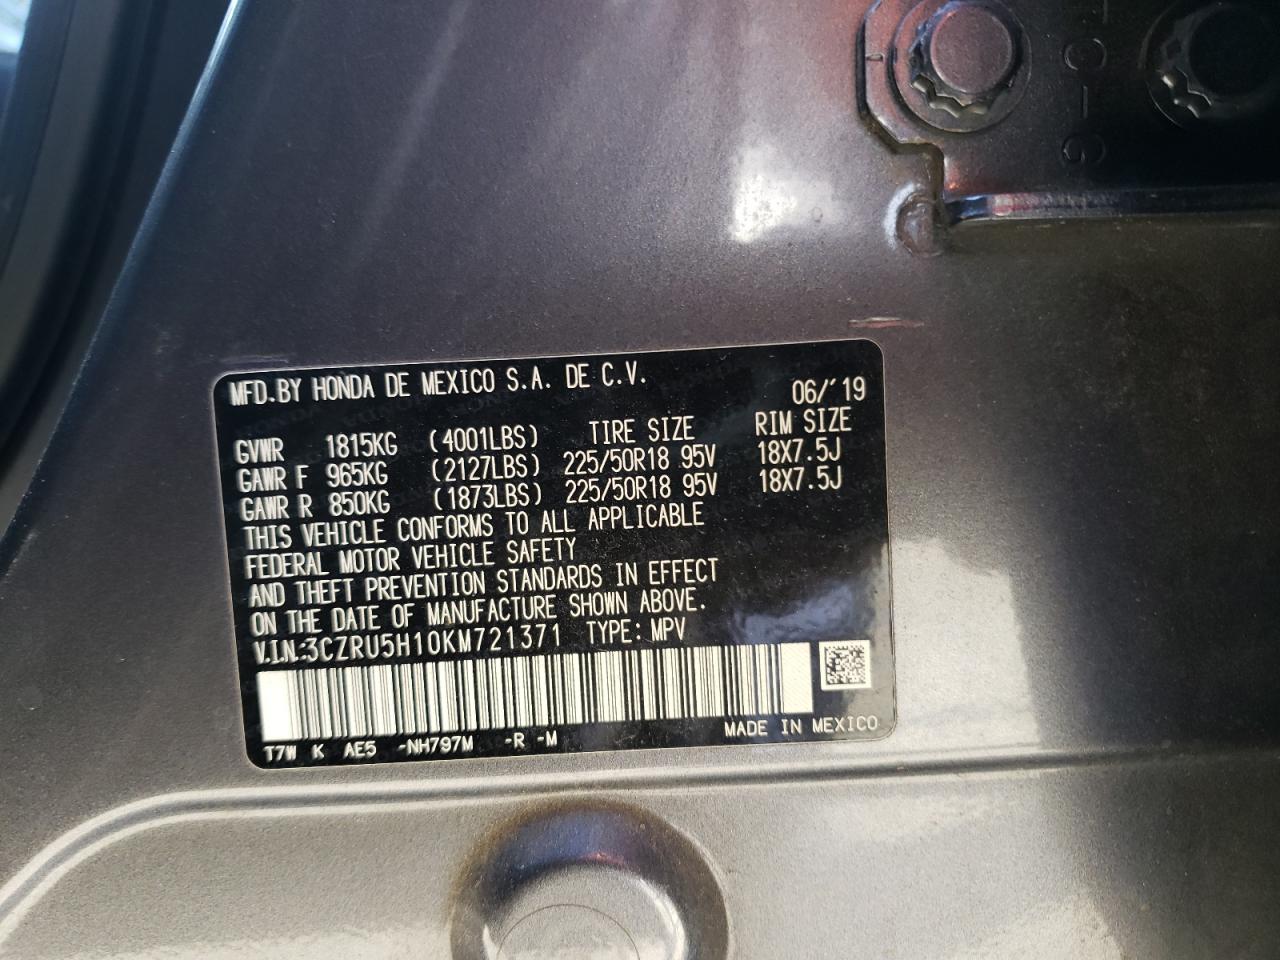 MFD.BY HONDA DE MEXICO S.A. DE C.V.
06/'19
GVWR 1815KG (4001LBS) TIRE SIZE RIM SIZE
GAWR F 965KG (2127LBS) 225/50R18 95V 18X7.5J
GAWR R 850KG (1873LBS) 225/50R18 95V 18X7.5J
THIS VEHICLE CONFORMS TO ALL APPLICABLE
FEDERAL MOTOR VEHICLE SAFETY
AND THEFT PREVENTION STANDARDS IN EFFECT
ON THE DATE OF MANUFACTURE SHOWN ABOVE.
V.I.N.:3CZRU5H10KM721371 TYPE: MPV
T7W K AE5 -NH797M -R -M MADE IN MEXICO